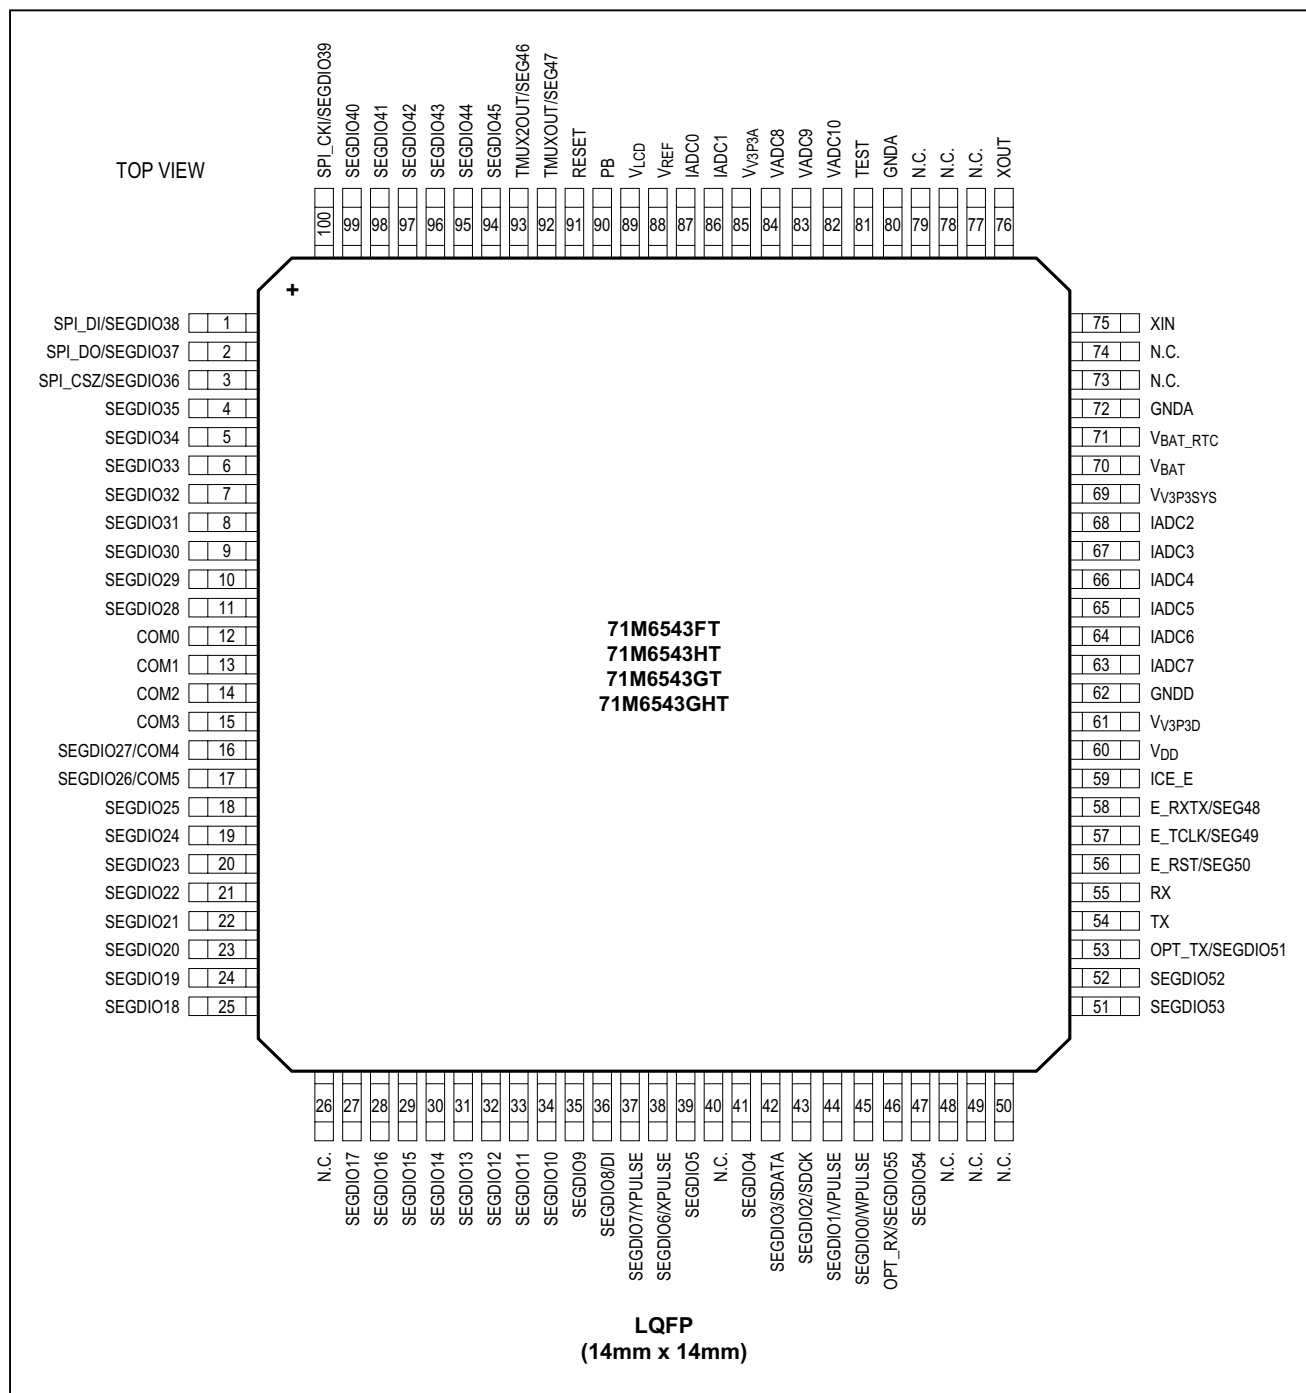 TOP VIEW
SPI_CKI/SEGDIO39
SEGDIO40
SEGDIO41
SEGDIO42
SEGDIO43
SEGDIO44
SEGDIO45
TMUX2OUT/SEG46
TMUXOUT/SEG47
RESET
PB
VLCD
VREF
IADC0
IADC1
VV3P3A
VADC8
VADC9
VADC10
TEST
GNDA
N.C.
N.C.
N.C.
XOUT
100 99 98 97 96 95 94 93 92 91 90 89 88 87 86 85 84 83 82 81 80 79 78 77 76
+
SPI_DI/SEGDIO38 1
SPI_DO/SEGDIO37 2
SPI_CSZ/SEGDIO36 3
SEGDIO35 4
SEGDIO34 5
SEGDIO33 6
SEGDIO32 7
SEGDIO31 8
SEGDIO30 9
SEGDIO29 10
SEGDIO28 11
COM0 12
COM1 13
COM2 14
COM3 15
SEGDIO27/COM4 16
SEGDIO26/COM5 17
SEGDIO25 18
SEGDIO24 19
SEGDIO23 20
SEGDIO22 21
SEGDIO21 22
SEGDIO20 23
SEGDIO19 24
SEGDIO18 25
71M6543FT
71M6543HT
71M6543GT
71M6543GHT
75 XIN
74 N.C.
73 N.C.
72 GNDA
71 VBAT_RTC
70 VBAT
69 VV3P3SYS
68 IADC2
67 IADC3
66 IADC4
65 IADC5
64 IADC6
63 IADC7
62 GNDD
61 VV3P3D
60 VDD
59 ICE_E
58 E_RXTX/SEG48
57 E_TCLK/SEG49
56 E_RST/SEG50
55 RX
54 TX
53 OPT_TX/SEGDIO51
52 SEGDIO52
51 SEGDIO53
26 27 28 29 30 31 32 33 34 35 36 37 38 39 40 41 42 43 44 45 46 47 48 49 50
N.C.
SEGDIO17
SEGDIO16
SEGDIO15
SEGDIO14
SEGDIO13
SEGDIO12
SEGDIO11
SEGDIO10
SEGDIO9
SEGDIO8/DI
SEGDIO7/YPULSE
SEGDIO6/XPULSE
SEGDIO5
N.C.
SEGDIO4
SEGDIO3/SDATA
SEGDIO2/SDCK
SEGDIO1/VPULSE
SEGDIO0/WPULSE
OPT_RX/SEGDIO55
SEGDIO54
N.C.
N.C.
N.C.
LQFP
(14mm x 14mm)